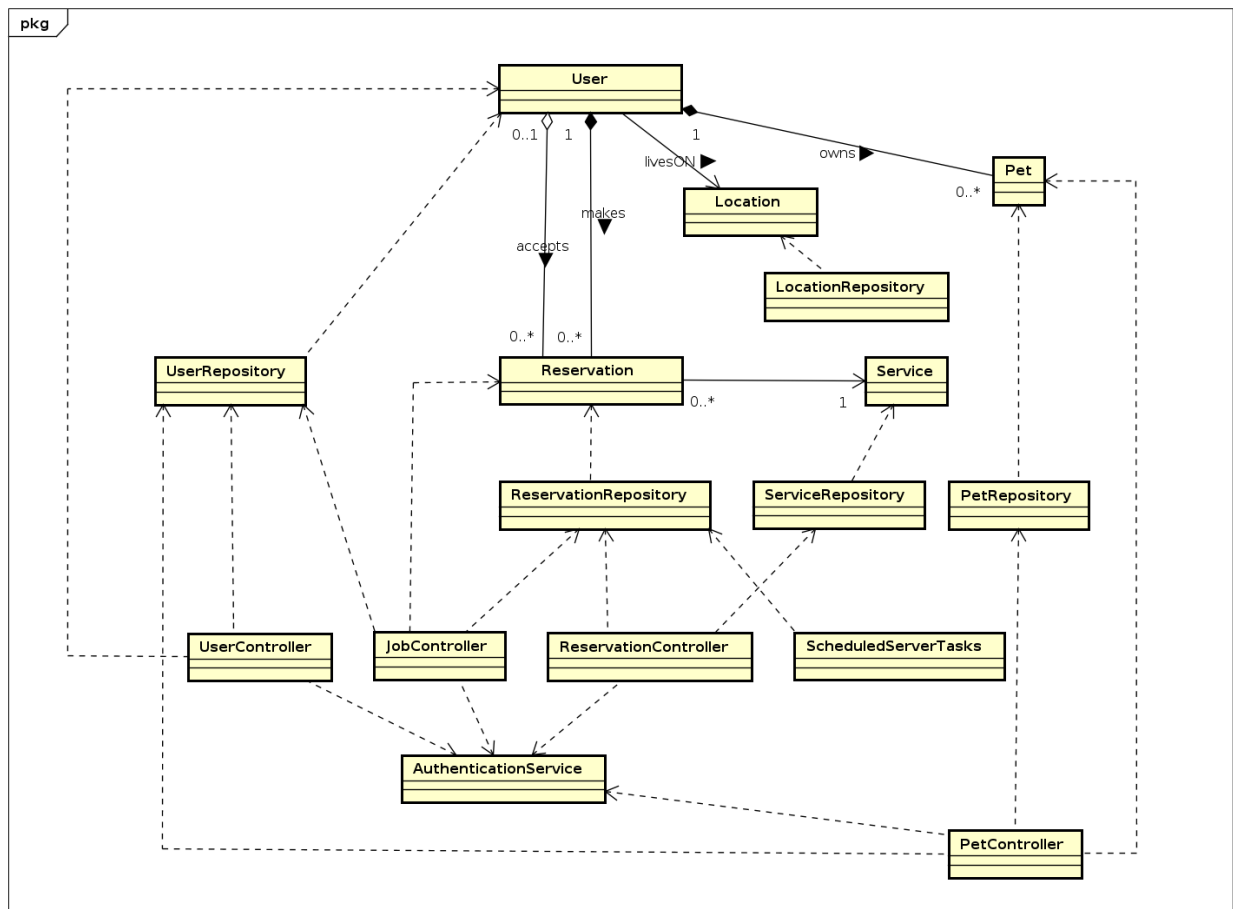 pkg
User
0..1
1
1
livesON
owns
Pet
0..*
Location
makes
accepts
LocationRepository
0..*
0..*
UserRepository
Reservation
Service
0..*
1
ReservationRepository
ServiceRepository
PetRepository
UserController
JobController
ReservationController
ScheduledServerTasks
AuthenticationService
PetController